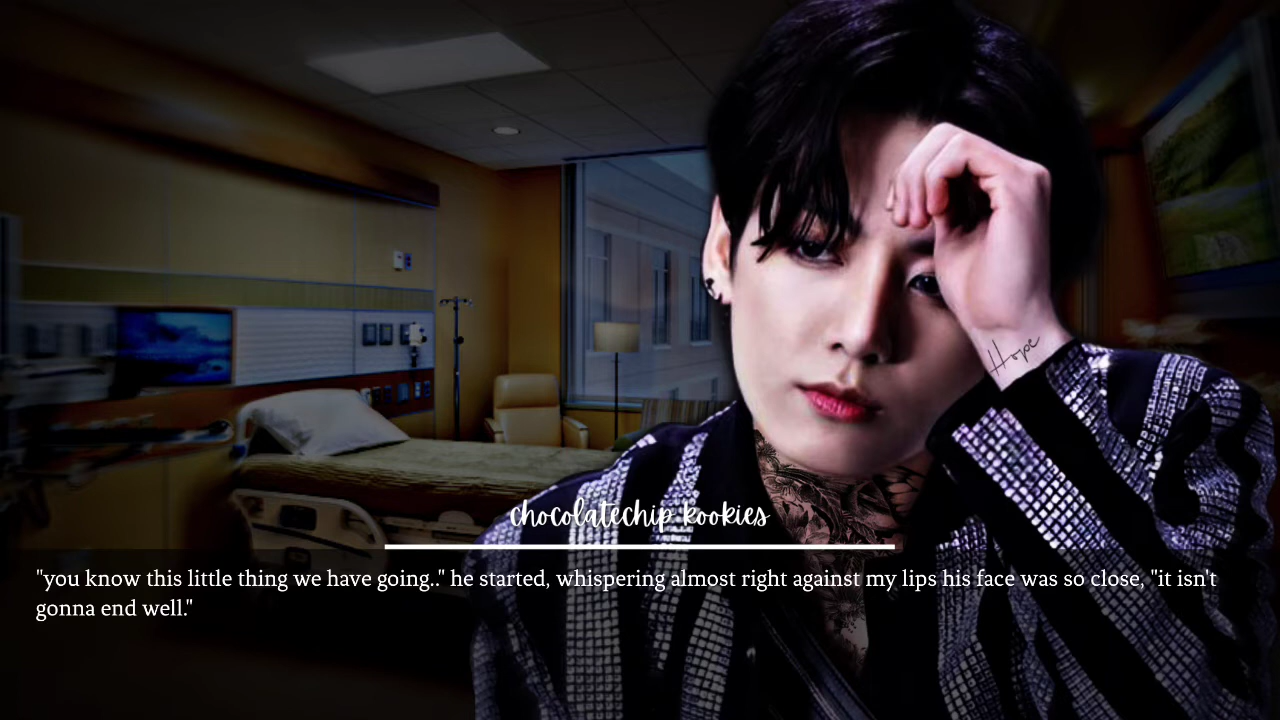 Hope
chocolatechip kookies
"you know this little thing we have going.." he started, whispering almost right against my lips his face was so close, "it isn't
gonna end well."